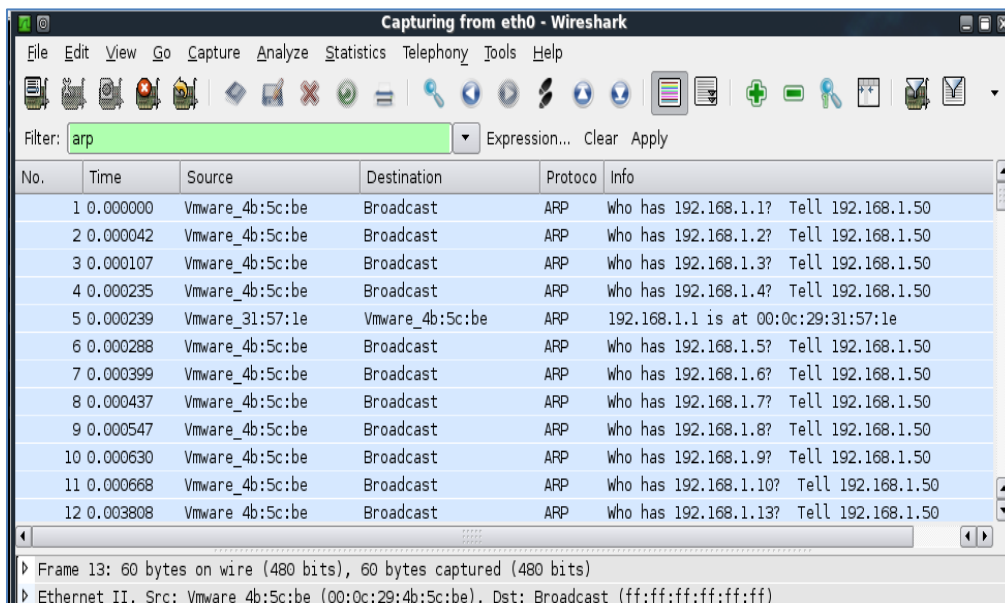 Capturing from eth0 - Wireshark
File Edit View Go Capture Analyze Statistics Telephony Tools Help
Filter: arp Expression... Clear Apply
No. Time Source Destination Protoco Info
1 0.000000 Vmware_4b:5c:be Broadcast ARP Who has 192.168.1.1? Tell 192.168.1.50
2 0.000042 Vmware_4b:5c:be Broadcast ARP Who has 192.168.1.2? Tell 192.168.1.50
3 0.000107 Vmware_4b:5c:be Broadcast ARP Who has 192.168.1.3? Tell 192.168.1.50
4 0.000235 Vmware_4b:5c:be Broadcast ARP Who has 192.168.1.4? Tell 192.168.1.50
5 0.000239 Vmware_31:57:1e Vmware_4b:5c:be ARP 192.168.1.1 is at 00:0c:29:31:57:1e
6 0.000288 Vmware_4b:5c:be Broadcast ARP Who has 192.168.1.5? Tell 192.168.1.50
7 0.000399 Vmware_4b:5c:be Broadcast ARP Who has 192.168.1.6? Tell 192.168.1.50
8 0.000437 Vmware_4b:5c:be Broadcast ARP Who has 192.168.1.7? Tell 192.168.1.50
9 0.000547 Vmware_4b:5c:be Broadcast ARP Who has 192.168.1.8? Tell 192.168.1.50
10 0.000630 Vmware_4b:5c:be Broadcast ARP Who has 192.168.1.9? Tell 192.168.1.50
11 0.000668 Vmware_4b:5c:be Broadcast ARP Who has 192.168.1.10? Tell 192.168.1.50
12 0.003808 Vmware_4b:5c:be Broadcast ARP Who has 192.168.1.13? Tell 192.168.1.50
Frame 13: 60 bytes on wire (480 bits), 60 bytes captured (480 bits)
Ethernet II, Src: Vmware_4b:5c:be (00:0c:29:4b:5c:be), Dst: Broadcast (ff:ff:ff:ff:ff:ff)